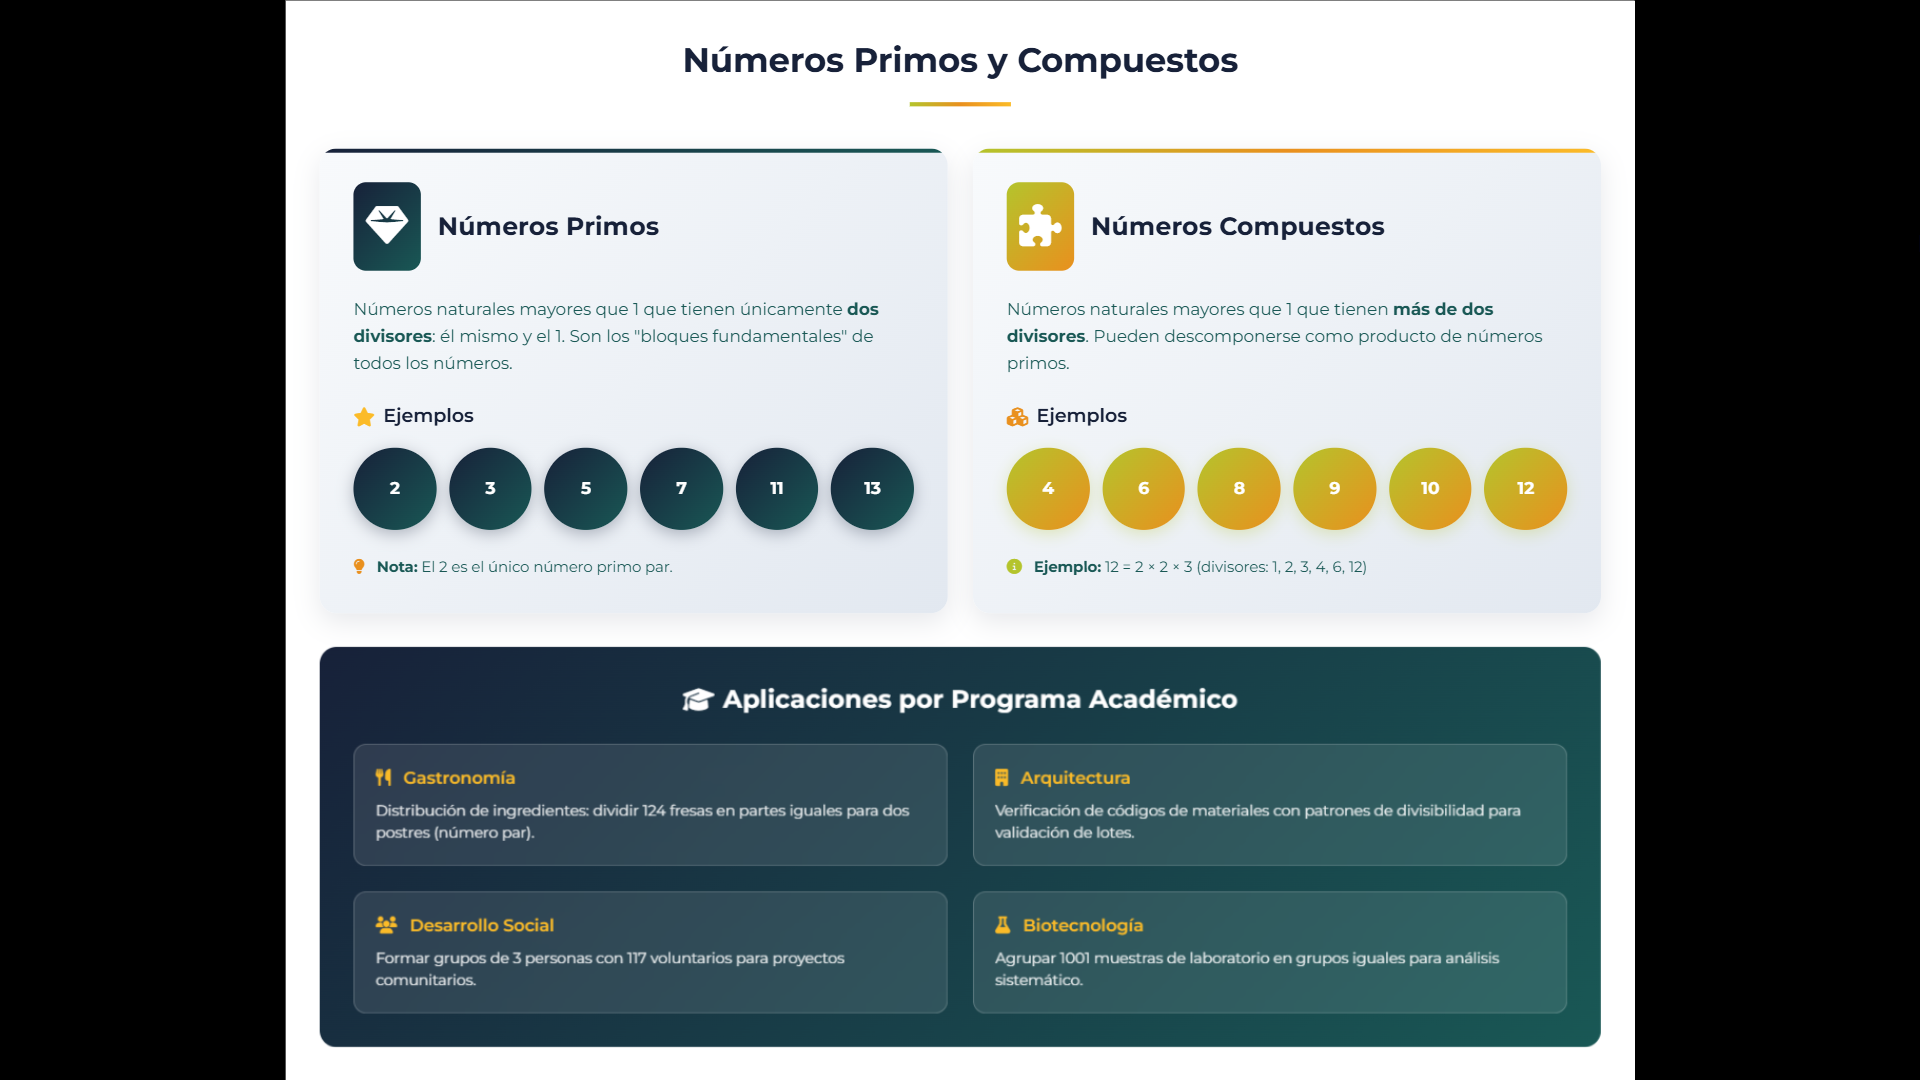 Números Primos y Compuestos
Números Primos
Números naturales mayores que 1 que tienen únicamente dos
divisores: él mismo y el 1. Son los "bloques fundamentales" de
todos los números.
Ejemplos
2 3 5 7 11 13
Nota: El 2 es el único número primo par.
Números Compuestos
Números naturales mayores que 1 que tienen más de dos
divisores. Pueden descomponerse como producto de números
primos.
Ejemplos
4 6 8 9 10 12
Ejemplo: 12 = 2 × 2 × 3 (divisores: 1, 2, 3, 4, 6, 12)
Aplicaciones por Programa Académico
Gastronomía
Distribución de ingredientes: dividir 124 fresas en partes iguales para dos
postres (número par).
Arquitectura
Verificación de códigos de materiales con patrones de divisibilidad para
validación de lotes.
Desarrollo Social
Formar grupos de 3 personas con 117 voluntarios para proyectos
comunitarios.
Biotecnología
Agrupar 1001 muestras de laboratorio en grupos iguales para análisis
sistemático.